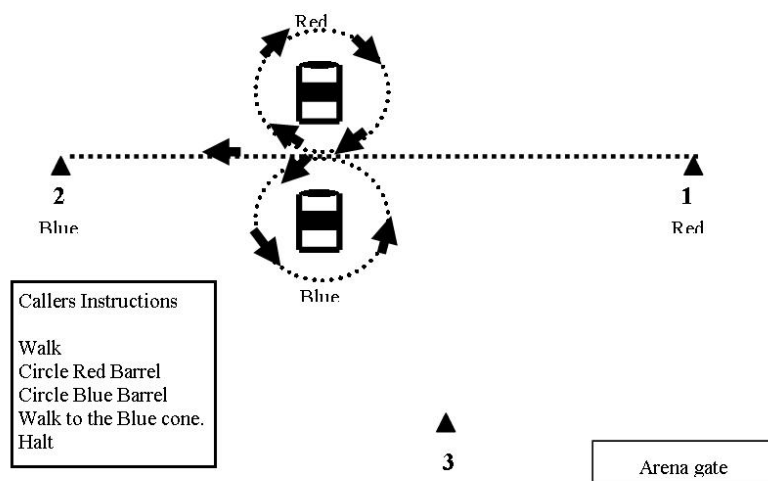 Red
2
1
Blue
Red
Blue
Callers Instructions
Walk
Circle Red Barrel
Circle Blue Barrel
Walk to the Blue cone.
Halt
3
Arena gate